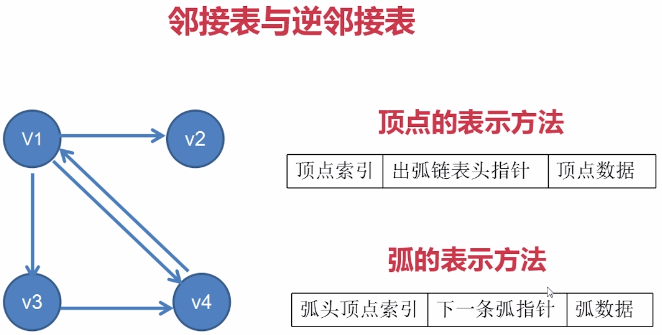 邻接表与逆邻接表
顶点的表示方法
V1
v2
顶点索引 出弧链表头指针 顶点数据
弧的表示方法
v3
v4
弧头顶点索引 下一条弧指针 弧数据